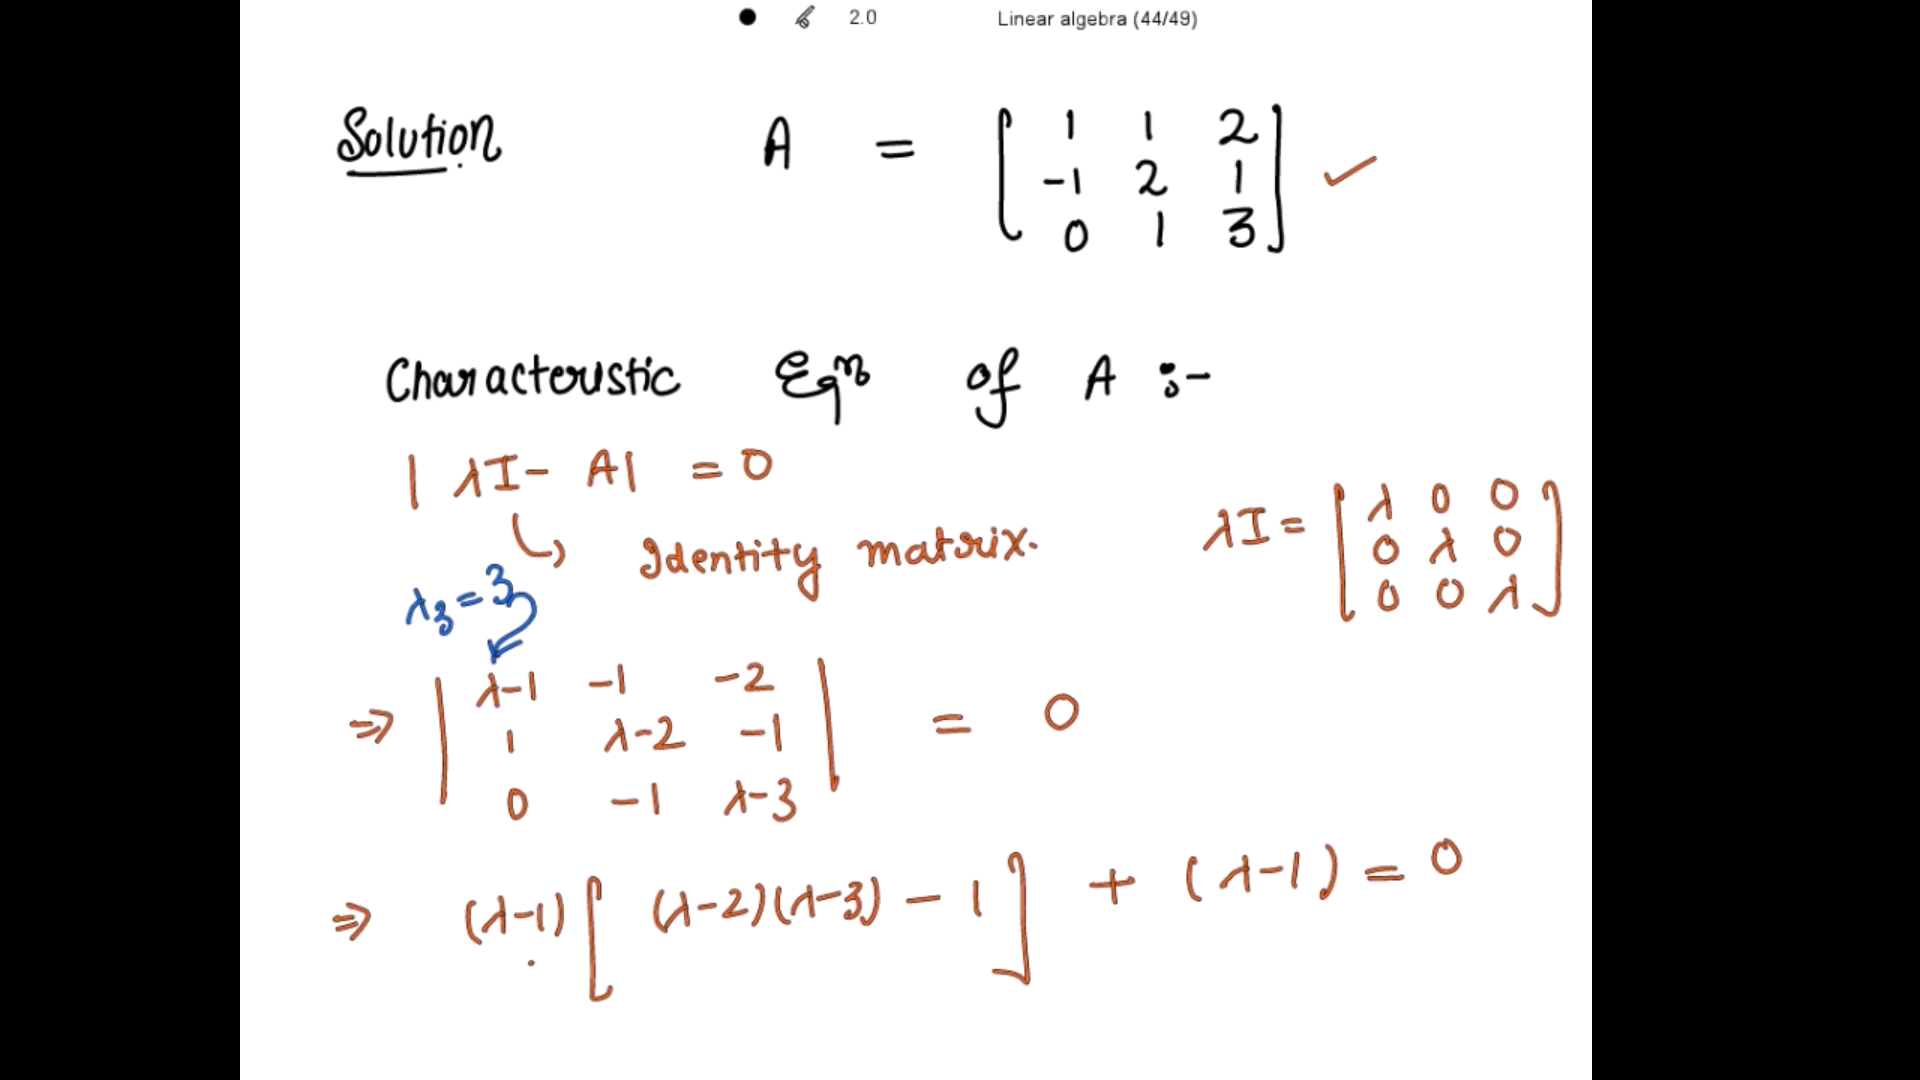 2.0 Linear algebra (44/49)
Solution A = [ 1 1 2
-1 2 1
0 1 3 ] ✓
Characteristic Eqn of A :-
| λI - A | = 0
↳ Identity matrix.
λI = [ λ 0 0
0 λ 0
0 0 λ ]
λ3 = 3
⇒ | λ-1 -1 -2
1 λ-2 -1
0 -1 λ-3 | = 0
⇒ (λ-1) [ (λ-2)(λ-3) - 1 ] + (λ-1) = 0